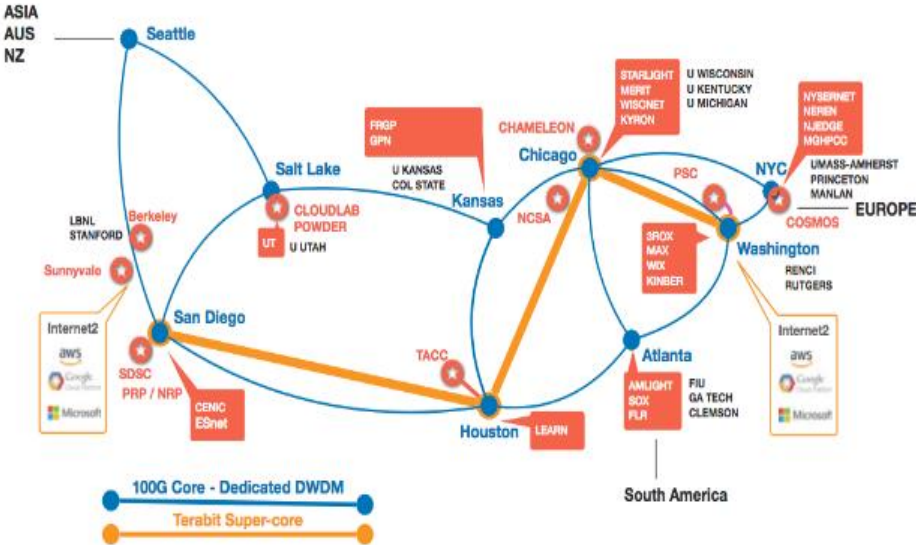 ASIA
AUS
NZ
Seattle
STARLIGHT
MERIT
WISCNET
KYRON
U WISCONSIN
U KENTUCKY
U MICHIGAN
NYSERNET
NEREN
NJEDGE
MGHPCC
FRGP
GPN
CHAMELEON
Chicago
U KANSAS
COL STATE
Salt Lake
Kansas
PSC
NYC
UMASS-AMHERST
PRINCETON
MANLAN
EUROPE
COSMOS
NCSA
CLOUDLAB
POWDER
UT
U UTAH
LBNL
STANFORD
Berkeley
Sunnyvale
3ROX
MAX
WIX
KINBER
Washington
RENCI
RUTGERS
Internet2
aws
Google
Cloud Platform
Microsoft
San Diego
SDSC
PRP / NRP
CENIC
ESnet
TACC
Houston
LEARN
Atlanta
AMLIGHT
SOX
FLR
FIU
GA TECH
CLEMSON
Internet2
aws
Google
Cloud Platform
Microsoft
South America
100G Core - Dedicated DWDM
Terabit Super-core